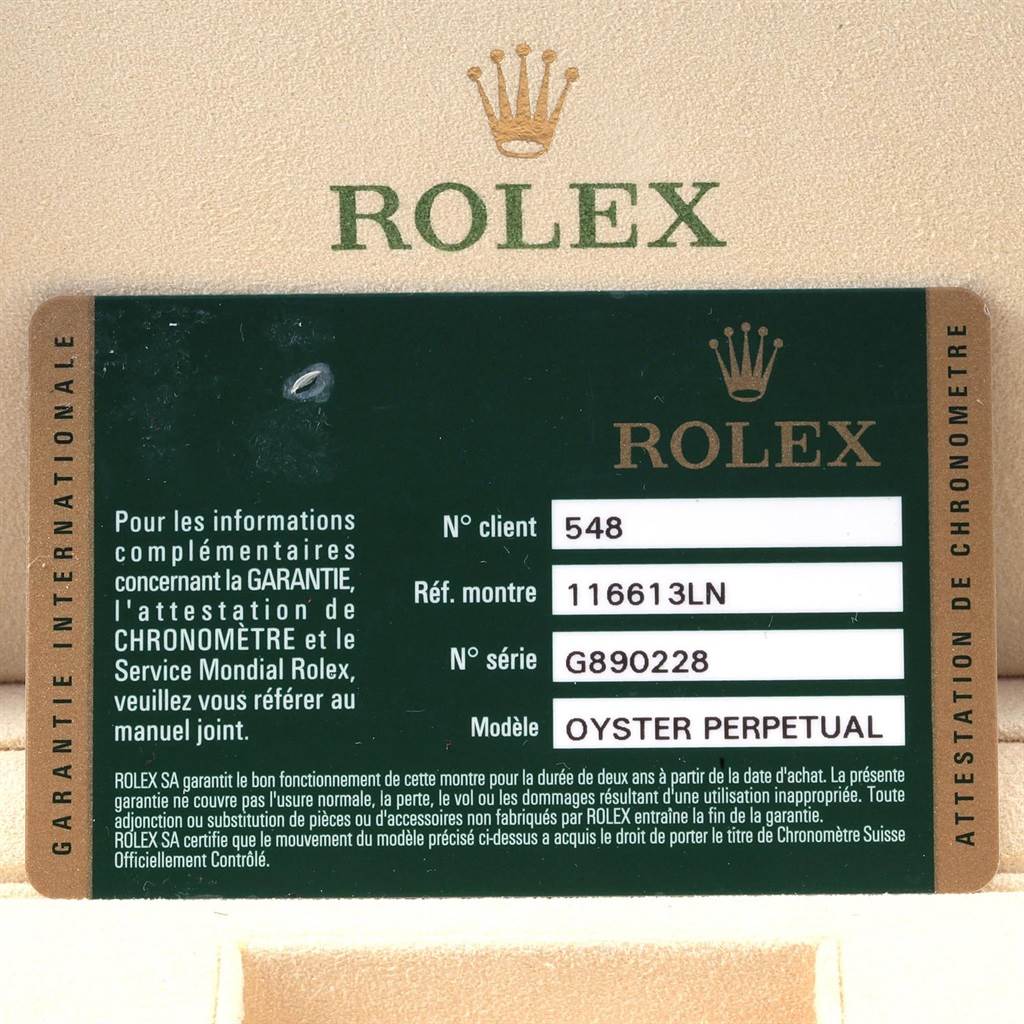 ROLEX
ROLEX
GARANTIE INTERNATIONALE
Pour les informations
complémentaires
concernant la GARANTIE,
l'attestation de
CHRONOMÈTRE et le
Service Mondial Rolex,
veuillez vous référer au
manuel joint.
N° client 548
Réf. montre 116613LN
N° série G890228
Modèle OYSTER PERPETUAL
ROLEX SA garantit le bon fonctionnement de cette montre pour la durée de deux ans à partir de la date d'achat. La présente
garantie ne couvre pas l'usure normale, la perte, le vol ou les dommages résultant d'une utilisation inappropriée. Toute
adjonction ou substitution de pièces ou d'accessoires non fabriqués par ROLEX entraîne la fin de la garantie.
ROLEX SA certifie que le mouvement du modèle précisé ci-dessus a acquis le droit de porter le titre de Chronomètre Suisse
Officiellement Contrôlé.
ATTESTATION DE CHRONOMETRE